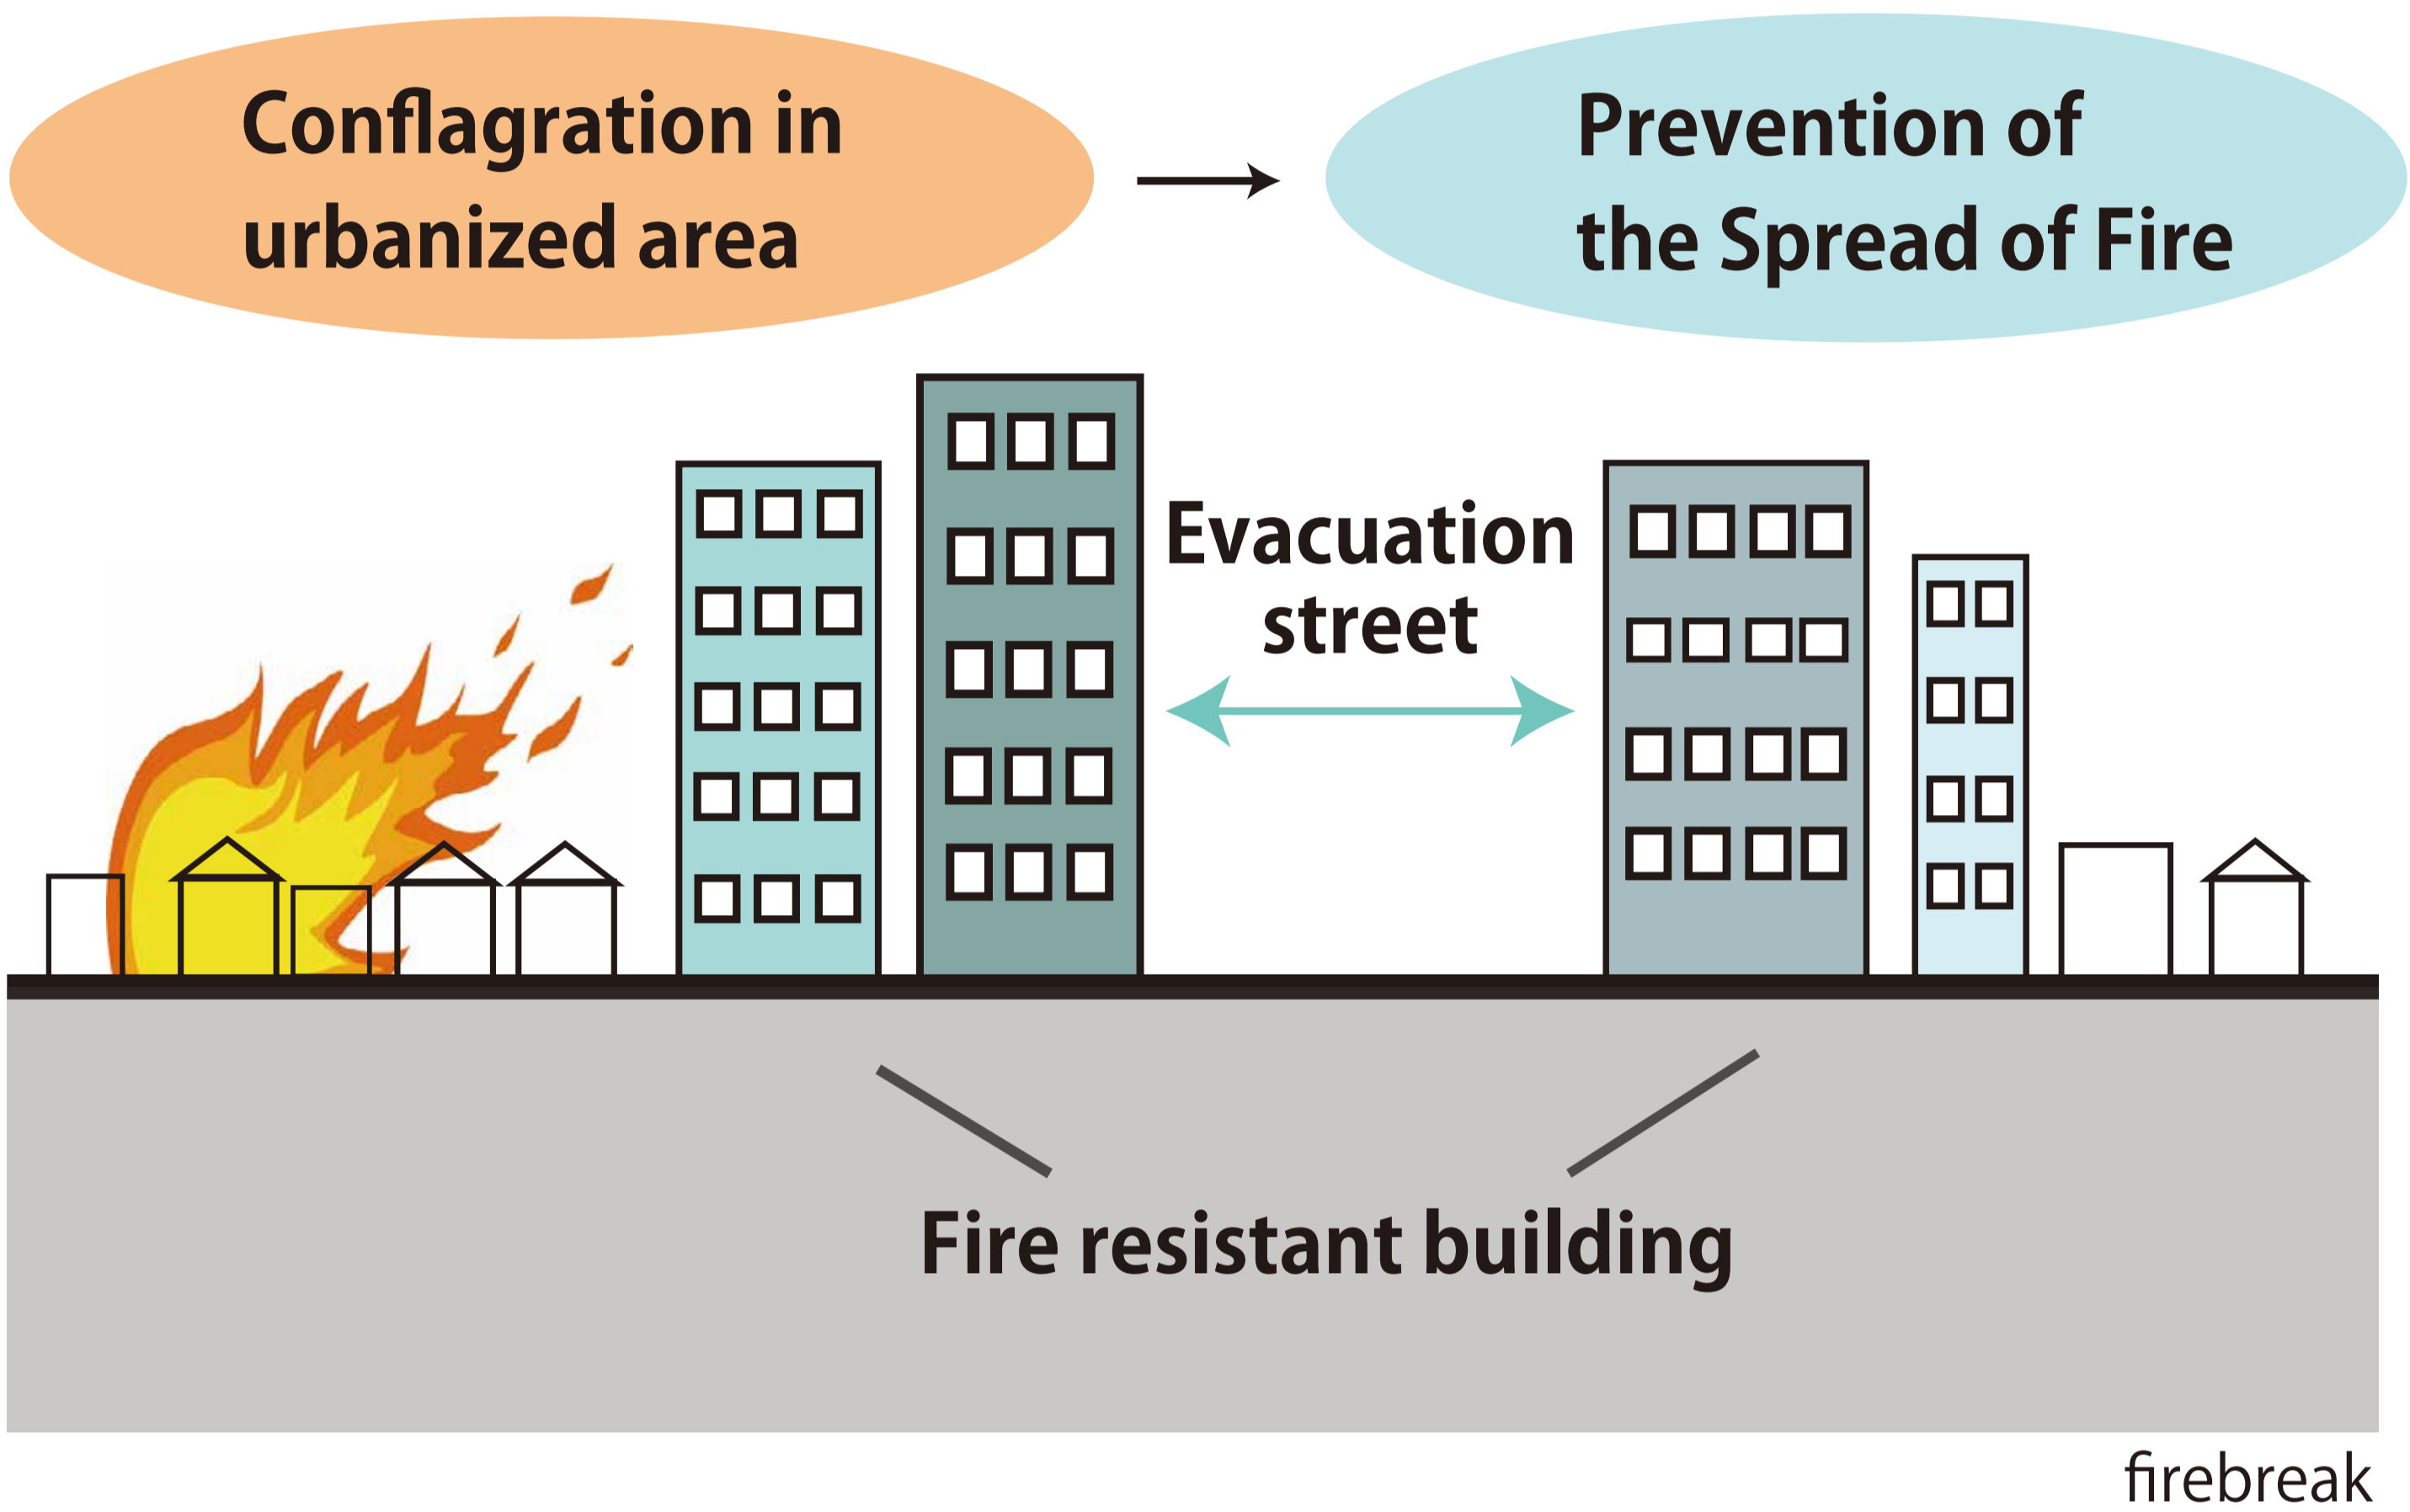 Conflagration in
urbanized area
Prevention of
the Spread of Fire
Evacuation
street
Fire resistant building
firebreak